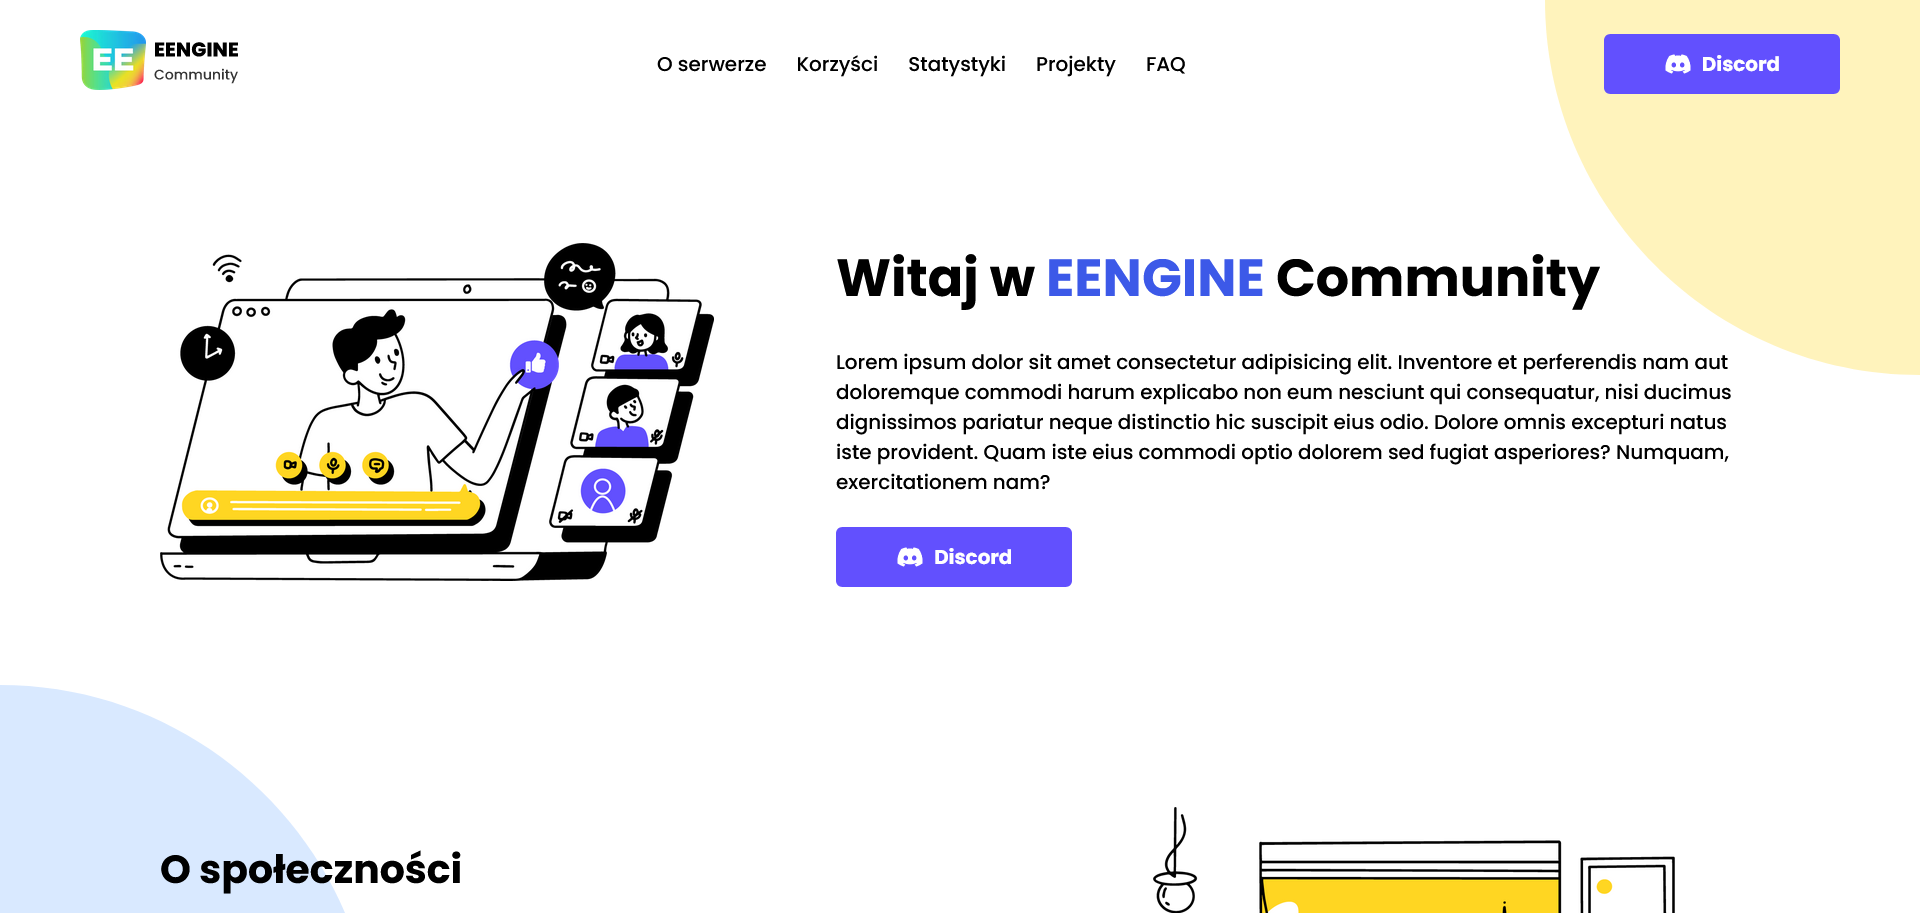 EE
EENGINE
Community
O serwerze Korzyści Statystyki Projekty FAQ
Discord
Witaj w EENGINE Community
Lorem ipsum dolor sit amet consectetur adipisicing elit. Inventore et perferendis nam aut
doloremque commodi harum explicabo non eum nesciunt qui consequatur, nisi ducimus
dignissimos pariatur neque distinctio hic suscipit eius odio. Dolore omnis excepturi natus
iste provident. Quam iste eius commodi optio dolorem sed fugiat asperiores? Numquam,
exercitationem nam?
Discord
O społeczności